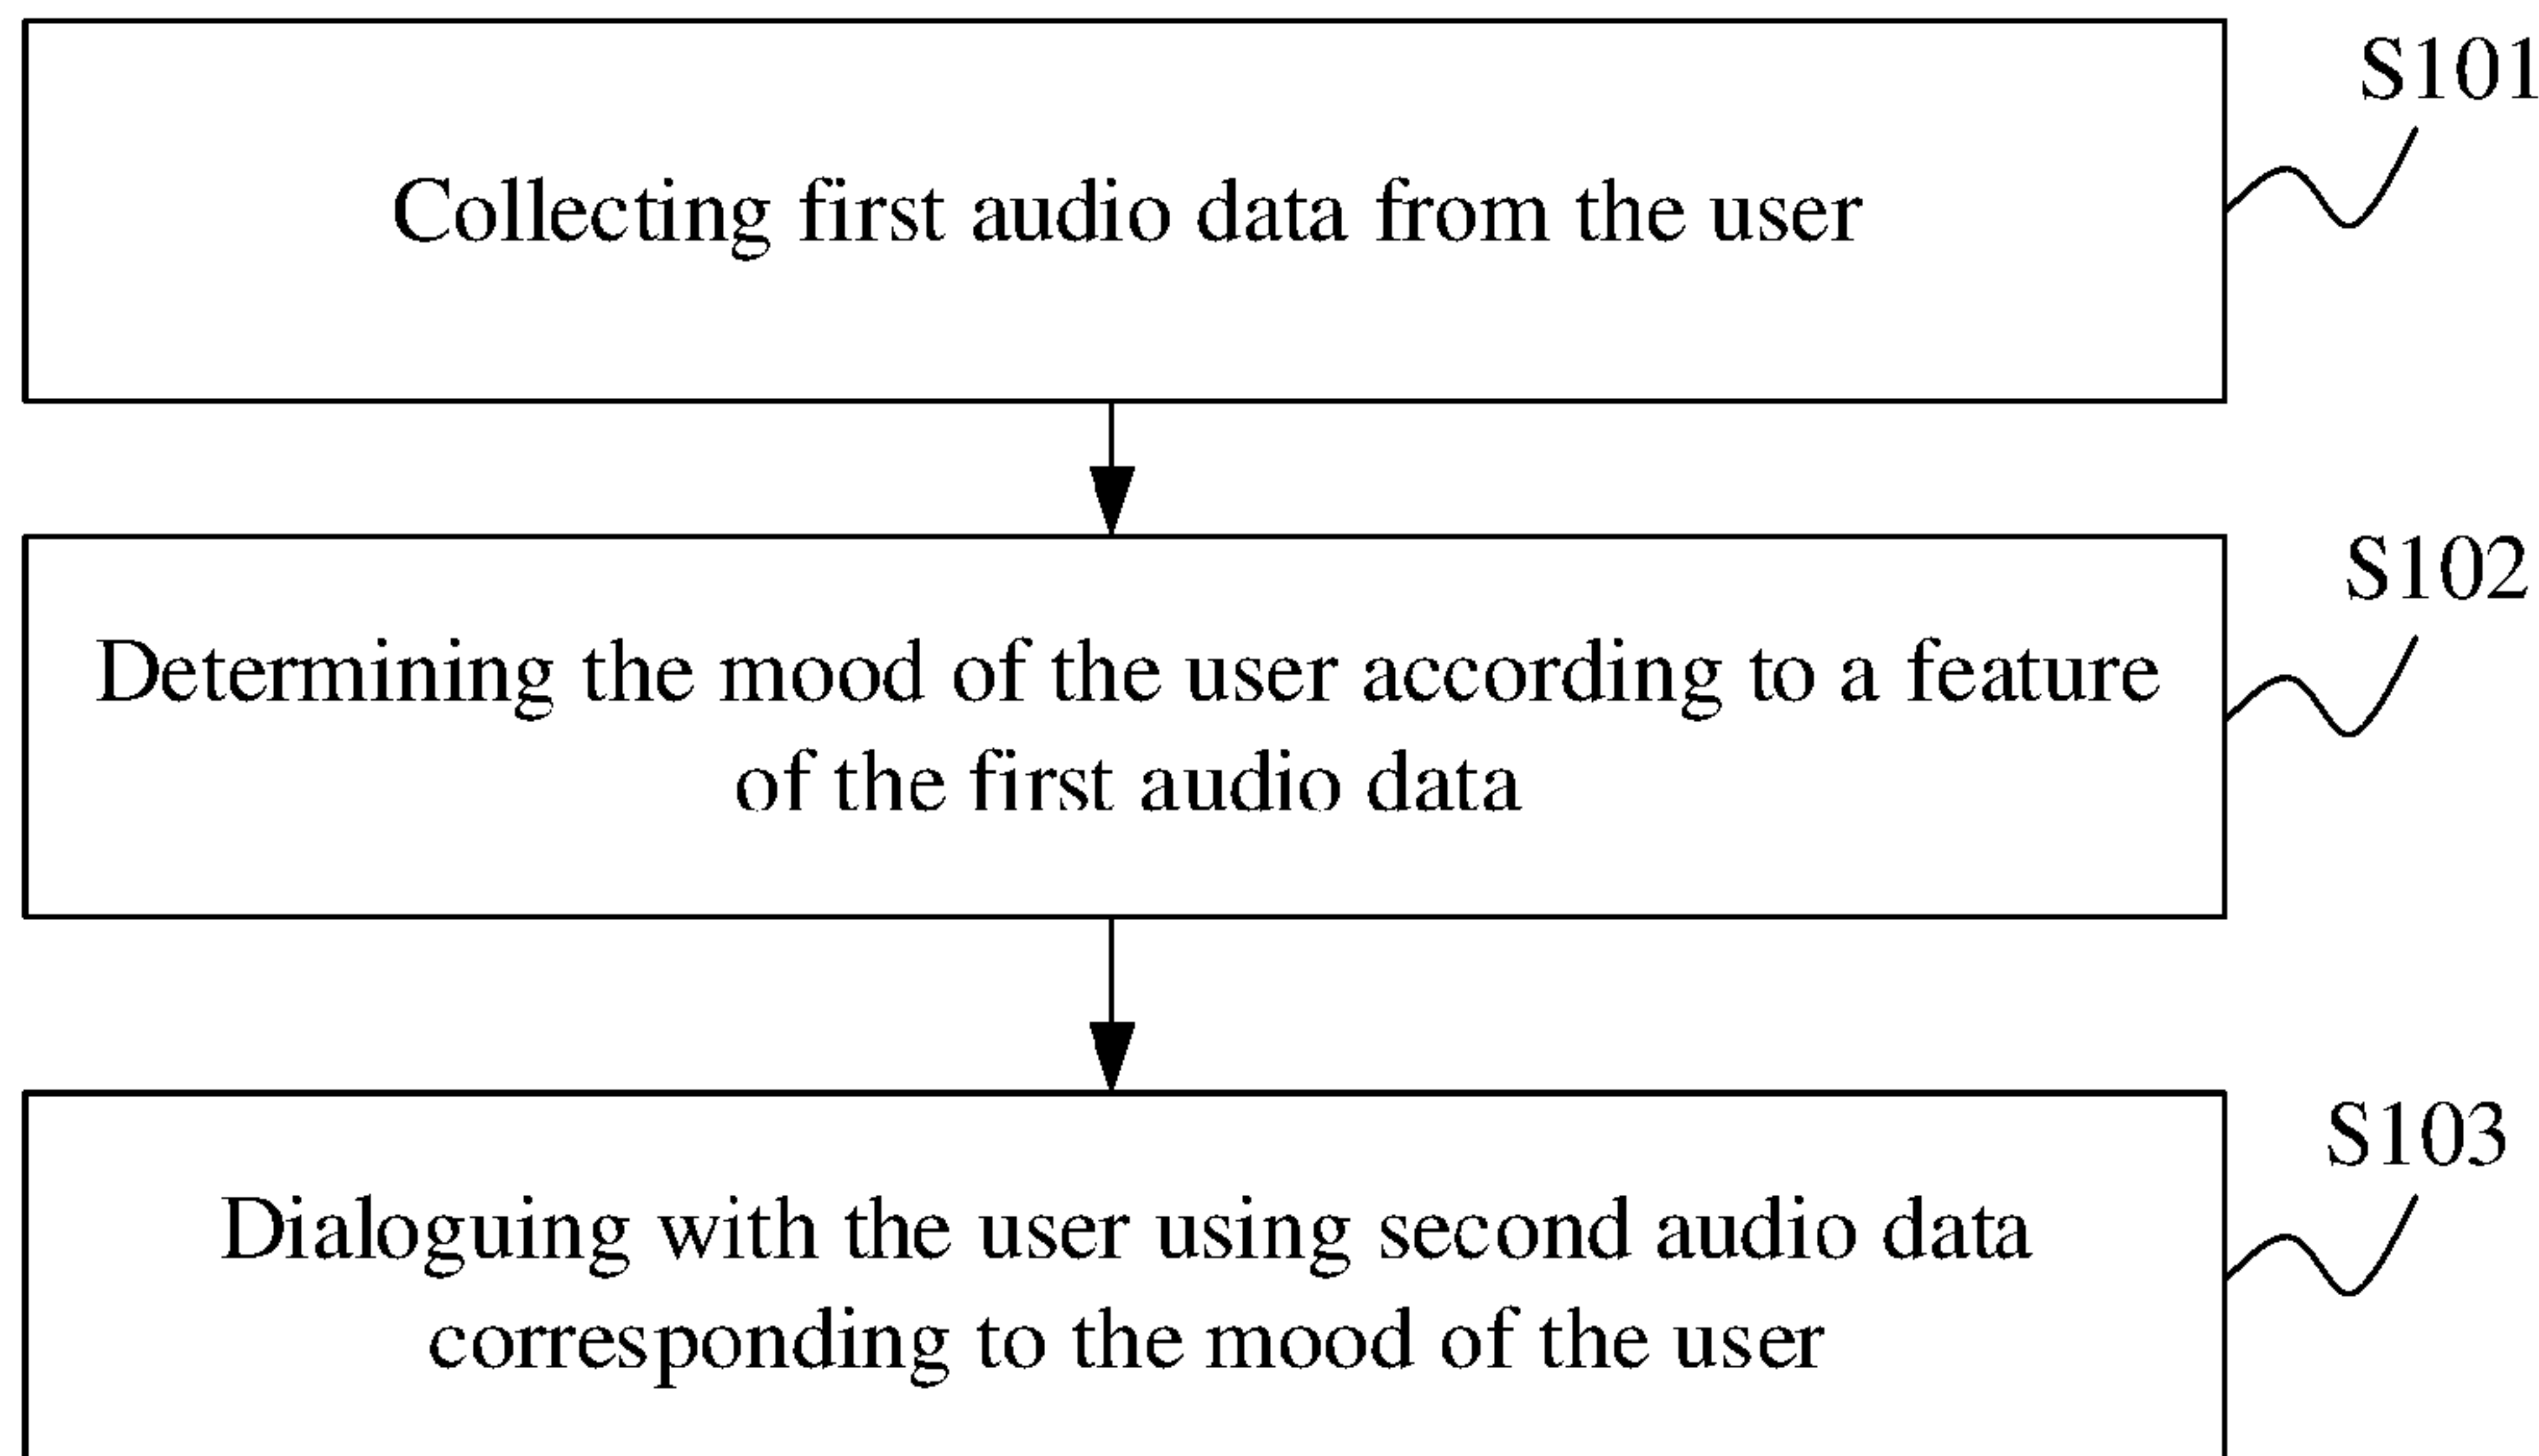 S101
Collecting first audio data from the user
S102
Determining the mood of the user according to a feature
of the first audio data
S103
Dialoguing with the user using second audio data
corresponding to the mood of the user